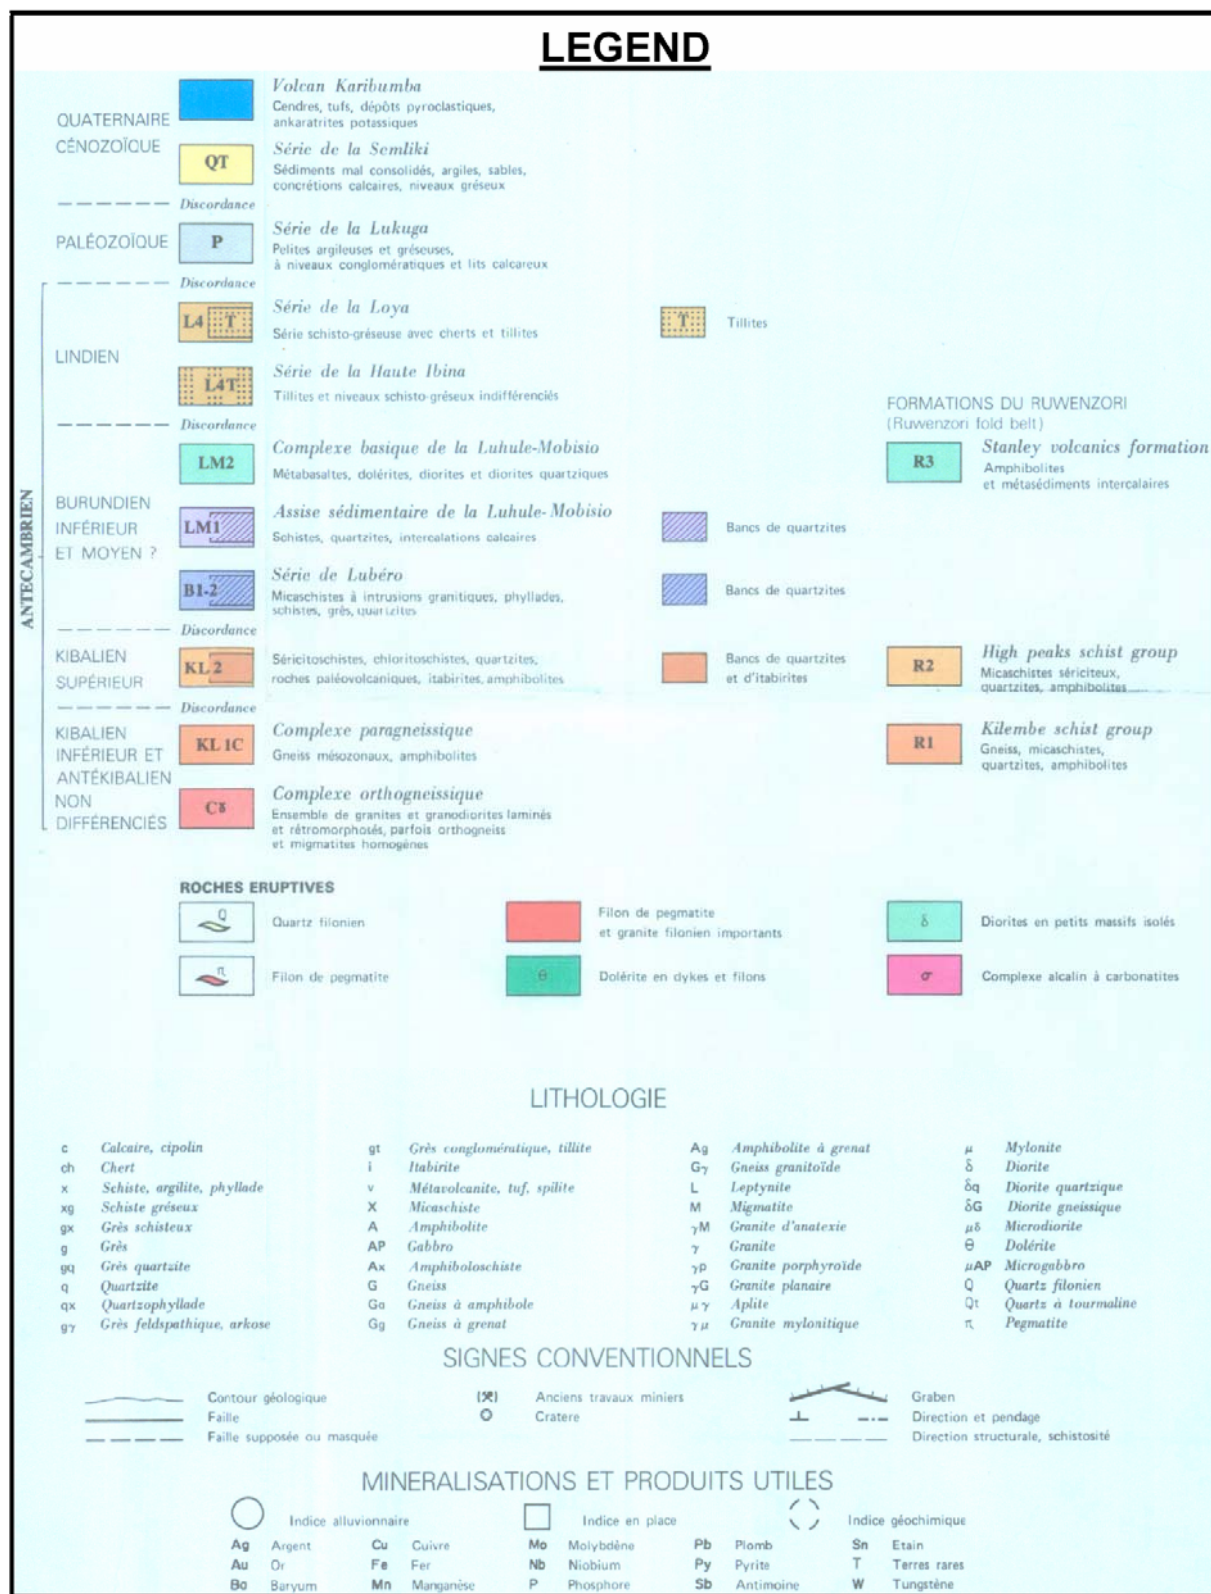 LEGEND
QUATERNAIRE
CÉNOZOÏQUE
Volcan Karibumba
Cendres, tufs, dépôts pyroclastiques,
ankaratrites potassiques
QT
Série de la Semliki
Sédiments mal consolidés, argiles, sables,
concrétions calcaires, niveaux gréseux
Discordance
PALÉOZOÏQUE
P
Série de la Lukuga
Pelites argileuses et gréseuses,
à niveaux conglomératiques et lits calcareux
Discordance
ANTECAMBRIEN
LINDIEN
L4 T
Série de la Loya
Série schisto-gréseuse avec cherts et tillites
T
Tillites
L4T
Série de la Haute Ibina
Tillites et niveaux schisto-gréseux indifférenciés
Discordance
FORMATIONS DU RUWENZORI
(Ruwenzori fold belt)
BURUNDIEN
INFÉRIEUR
ET MOYEN ?
LM2
Complexe basique de la Luhule-Mobisio
Métabasaltes, dolérites, diorites et diorites quartziques
R3
Stanley volcanics formation
Amphibolites
et métasédiments intercalaires
LM1
Assise sédimentaire de la Luhule-Mobisio
Schistes, quartzites, intercalations calcaires
Bancs de quartzites
B1-2
Série de Lubéro
Micaschistes à intrusions granitiques, phyllades,
schistes, grès, quartzites
Bancs de quartzites
Discordance
KIBALIEN
SUPÉRIEUR
KL 2
Séricitoschistes, chloritoschistes, quartzites,
roches paléovolcaniques, itabirites, amphibolites
Bancs de quartzites
et d'itabirites
R2
High peaks schist group
Micaschistes sériciteux,
quartzites, amphibolites
Discordance
KIBALIEN
INFÉRIEUR ET
ANTÉKIBALIEN
NON
DIFFÉRENCIÉS
KL 1C
Complexe paragneissique
Gneiss mésozonaux, amphibolites
R1
Kilembe schist group
Gneiss, micaschistes,
quartzites, amphibolites
Cɣ
Complexe orthogneissique
Ensemble de granites et granodiorites laminés
et rétromorphosés, parfois orthogneiss
et migmatites homogènes
ROCHES ERUPTIVES
Q
Quartz filonien
Filon de pegmatite
et granite filonien importants
δ
Diorites en petits massifs isolés
π
Filon de pegmatite
θ
Dolérite en dykes et filons
σ
Complexe alcalin à carbonatites
LITHOLOGIE
c Calcaire, cipolin
ch Chert
x Schiste, argilite, phyllade
xg Schiste gréseux
gx Grès schisteux
g Grès
gq Grès quartzite
q Quartzite
qx Quartzophyllade
gγ Grès feldspathique, arkose
gt Grès conglomératique, tillite
i Itabirite
v Métavolcanite, tuf, spilite
X Micaschiste
A Amphibolite
AP Gabbro
Ax Amphiboloschiste
G Gneiss
Ga Gneiss à amphibole
Gg Gneiss à grenat
Ag Amphibolite à grenat
Gγ Gneiss granitoïde
L Leptynite
M Migmatite
γM Granite d'anatexie
γ Granite
γp Granite porphyroïde
γG Granite planaire
μγ Aplite
γμ Granite mylonitique
μ Mylonite
δ Diorite
δq Diorite quartzique
δG Diorite gneissique
μδ Microdiorite
θ Dolérite
μAP Microgabbro
Q Quartz filonien
Qt Quartz à tourmaline
π Pegmatite
SIGNES CONVENTIONNELS
Contour géologique
Faille
Faille supposée ou masquée
Anciens travaux miniers
Cratere
Graben
Direction et pendage
Direction structurale, schistosité
MINERALISATIONS ET PRODUITS UTILES
Indice alluvionnaire
Indice en place
Indice géochimique
Ag Argent Cu Cuivre Mo Molybdène Pb Plomb Sn Etain
Au Or Fe Fer Nb Niobium Py Pyrite T Terres rares
Ba Baryum Mn Manganèse P Phosphore Sb Antimoine W Tungstène